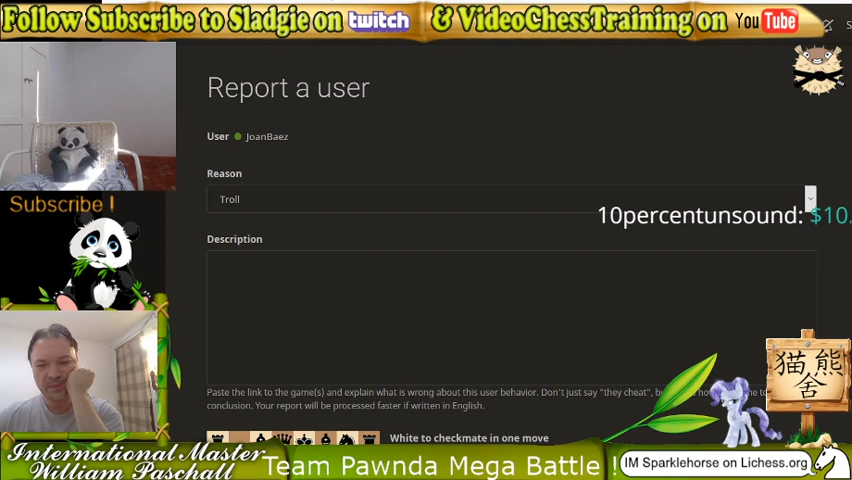 Follow Subscribe to Sladgie on twitch & VideoChessTraining on YouTube
S
Report a user
User JoanBaez
Reason
Troll
10percentunsound: $10.
Subscribe !
Description
Paste the link to the game(s) and explain what is wrong about this user behavior. Don't just say "they cheat", bu
conclusion. Your report will be processed faster if written in English.
猫熊
舍
White to checkmate in one move
International Master
William Paschall
Team Pawnda Mega Battle !
IM Sparklehorse on Lichess.org